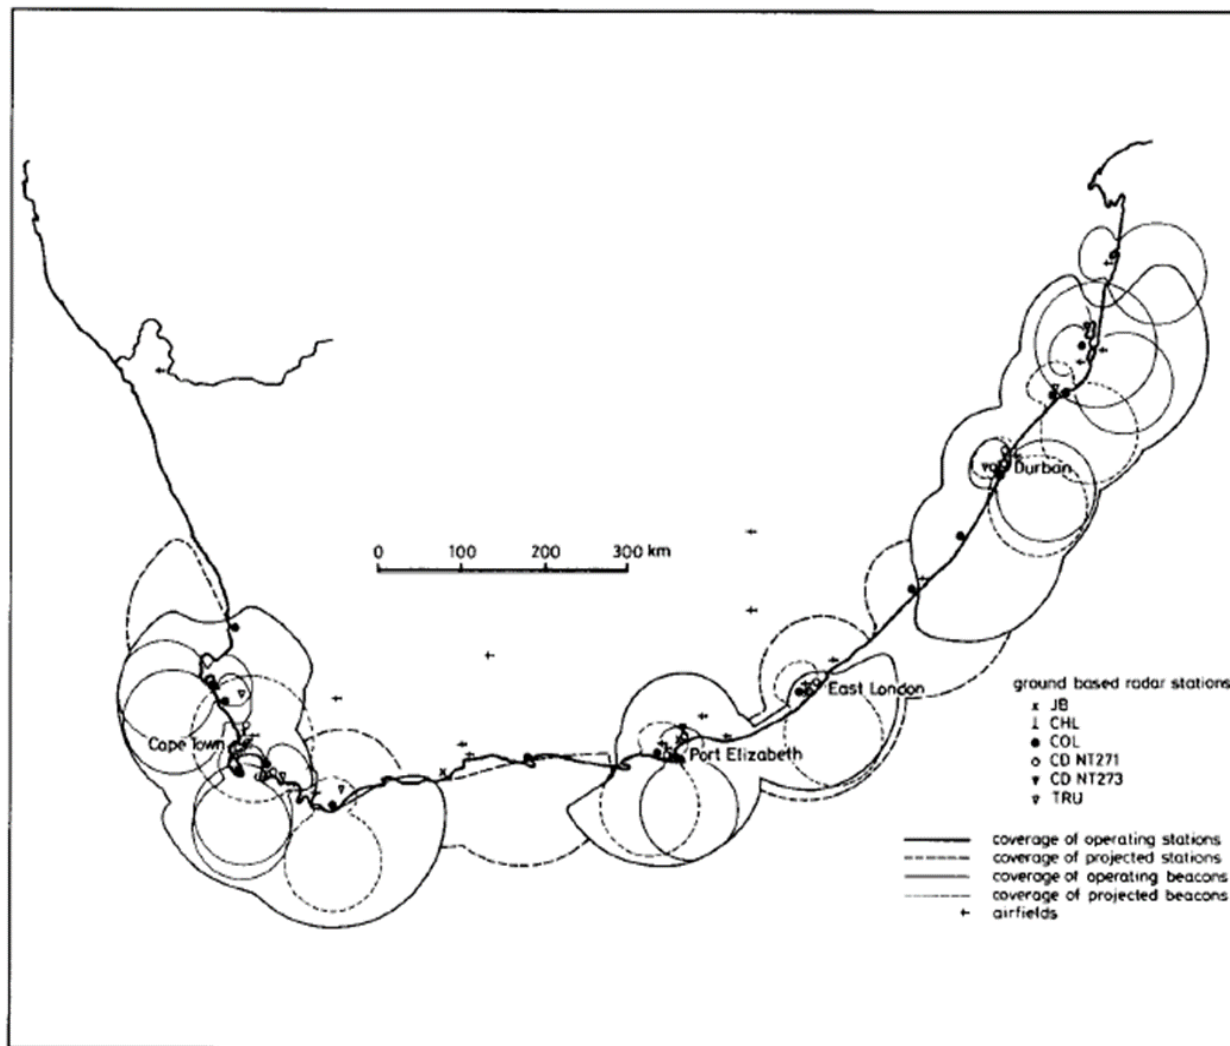 0 100 200 300 km
Durban
East London
Cape Town
Port Elizabeth
ground based radar stations
JB
CHL
COL
CD NT271
CD NT273
TRU
coverage of operating stations
coverage of projected stations
coverage of operating beacons
coverage of projected beacons
airfields